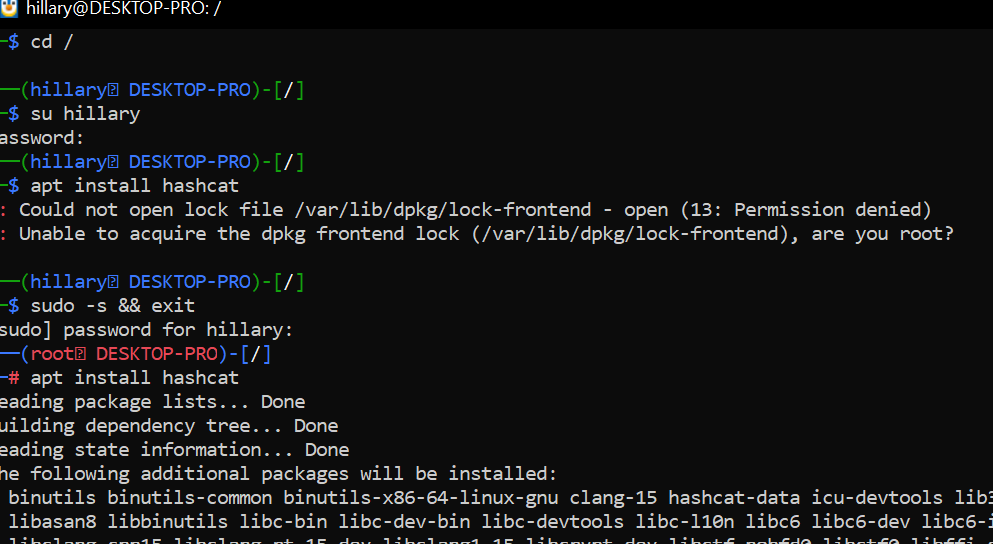 hillary@DESKTOP-PRO: /
─$ cd /
──(hillary㉿ DESKTOP-PRO)-[/]
─$ su hillary
assword:
──(hillary㉿ DESKTOP-PRO)-[/]
─$ apt install hashcat
: Could not open lock file /var/lib/dpkg/lock-frontend - open (13: Permission denied)
: Unable to acquire the dpkg frontend lock (/var/lib/dpkg/lock-frontend), are you root?
──(hillary㉿ DESKTOP-PRO)-[/]
─$ sudo -s && exit
sudo] password for hillary:
──(root㉿ DESKTOP-PRO)-[/]
─# apt install hashcat
eading package lists... Done
uilding dependency tree... Done
eading state information... Done
he following additional packages will be installed:
binutils binutils-common binutils-x86-64-linux-gnu clang-15 hashcat-data icu-devtools lib3
libasan8 libbinutils libc-bin libc-dev-bin libc-devtools libc-l10n libc6 libc6-dev libc6-i